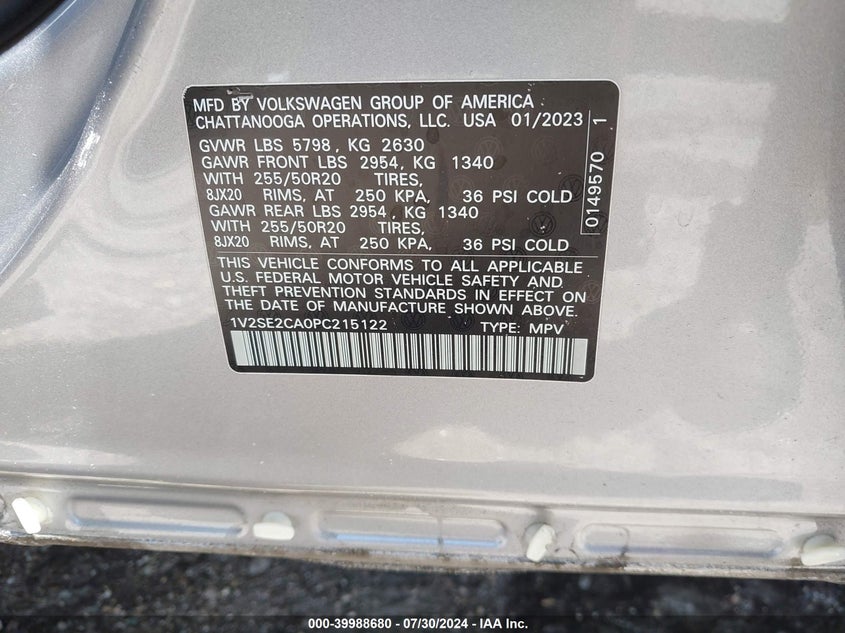 MFD BY VOLKSWAGEN GROUP OF AMERICA
CHATTANOOGA OPERATIONS, LLC. USA 01/2023
GVWR LBS 5798, KG 2630
GAWR FRONT LBS 2954, KG 1340
WITH 255/50R20 TIRES,
8JX20 RIMS, AT 250 KPA, 36 PSI COLD
GAWR REAR LBS 2954, KG 1340
WITH 255/50R20 TIRES,
8JX20 RIMS, AT 250 KPA, 36 PSI COLD
THIS VEHICLE CONFORMS TO ALL APPLICABLE
U.S. FEDERAL MOTOR VEHICLE SAFETY AND
THEFT PREVENTION STANDARDS IN EFFECT ON
THE DATE OF MANUFACTURE SHOWN ABOVE.
1V2SE2CA0PC215122 TYPE: MPV
0149570 1
000-39988680 - 07/30/2024 - IAA Inc.